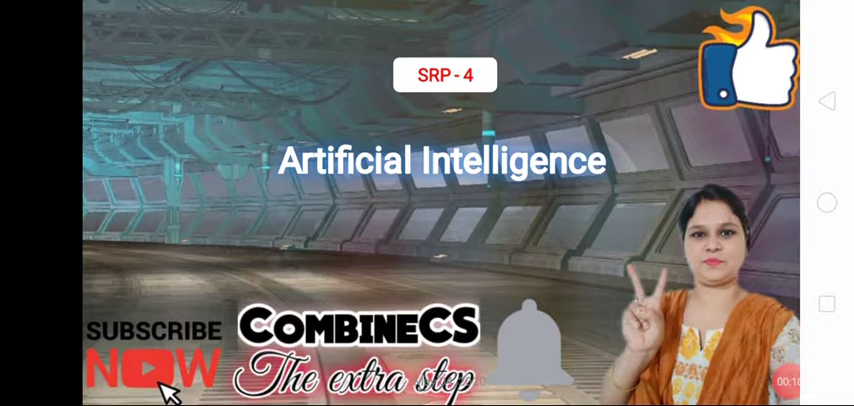 SRP - 4
Artificial Intelligence
SUBSCRIBE
NOW
COMBINECS
The extra step